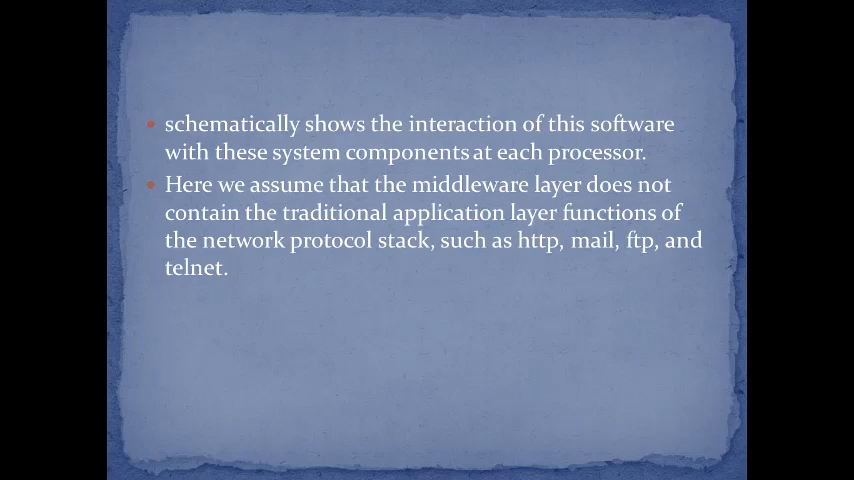 • schematically shows the interaction of this software
with these system components at each processor.
• Here we assume that the middleware layer does not
contain the traditional application layer functions of
the network protocol stack, such as http, mail, ftp, and
telnet.